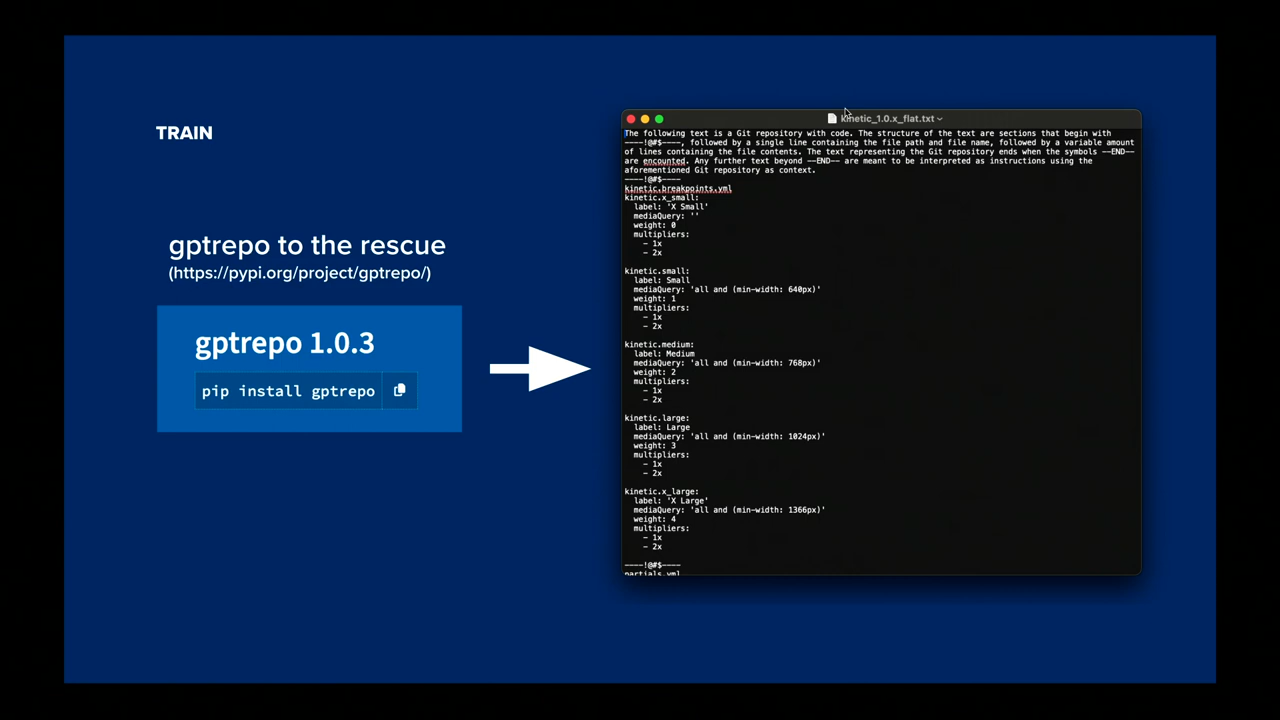 TRAIN
gptrepo to the rescue
(https://pypi.org/project/gptrepo/)
gptrepo 1.0.3
pip install gptrepo
kinetic_1.0.x_flat.txt
The following text is a Git repository with code. The structure of the text are sections that begin with
----!@#$----, followed by a single line containing the file path and file name, followed by a variable amount
of lines containing the file contents. The text representing the Git repository ends when the symbols --END--
are encounted. Any further text beyond --END-- are meant to be interpreted as instructions using the
aforementioned Git repository as context.
----!@#$----
kinetic.breakpoints.yml
kinetic.x_small:
label: 'X Small'
mediaQuery: ''
weight: 0
multipliers:
- 1x
- 2x
kinetic.small:
label: Small
mediaQuery: 'all and (min-width: 640px)'
weight: 1
multipliers:
- 1x
- 2x
kinetic.medium:
label: Medium
mediaQuery: 'all and (min-width: 768px)'
weight: 2
multipliers:
- 1x
- 2x
kinetic.large:
label: Large
mediaQuery: 'all and (min-width: 1024px)'
weight: 3
multipliers:
- 1x
- 2x
kinetic.x_large:
label: 'X Large'
mediaQuery: 'all and (min-width: 1366px)'
weight: 4
multipliers:
- 1x
- 2x
----!@#$----
partials.yml